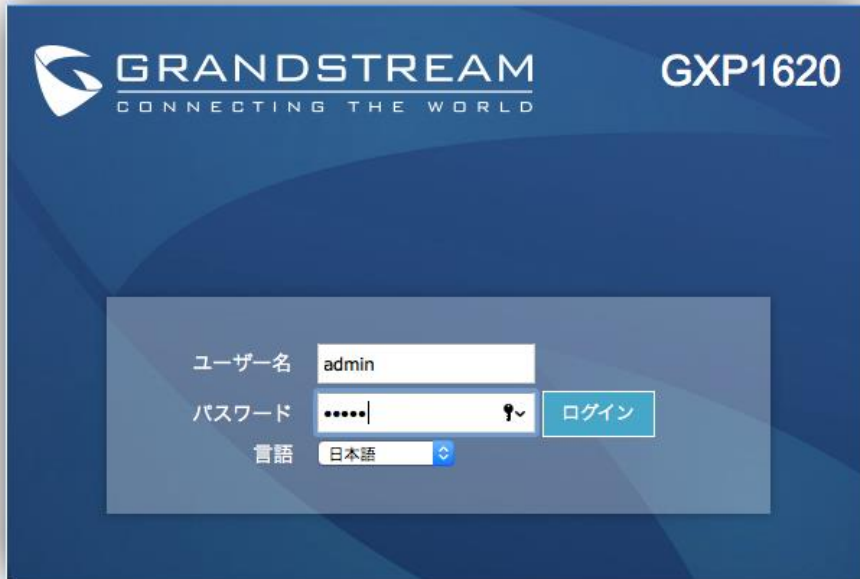 GRANDSTREAM
CONNECTING THE WORLD
GXP1620
ユーザー名 admin
パスワード ••••• ログイン
言語 日本語